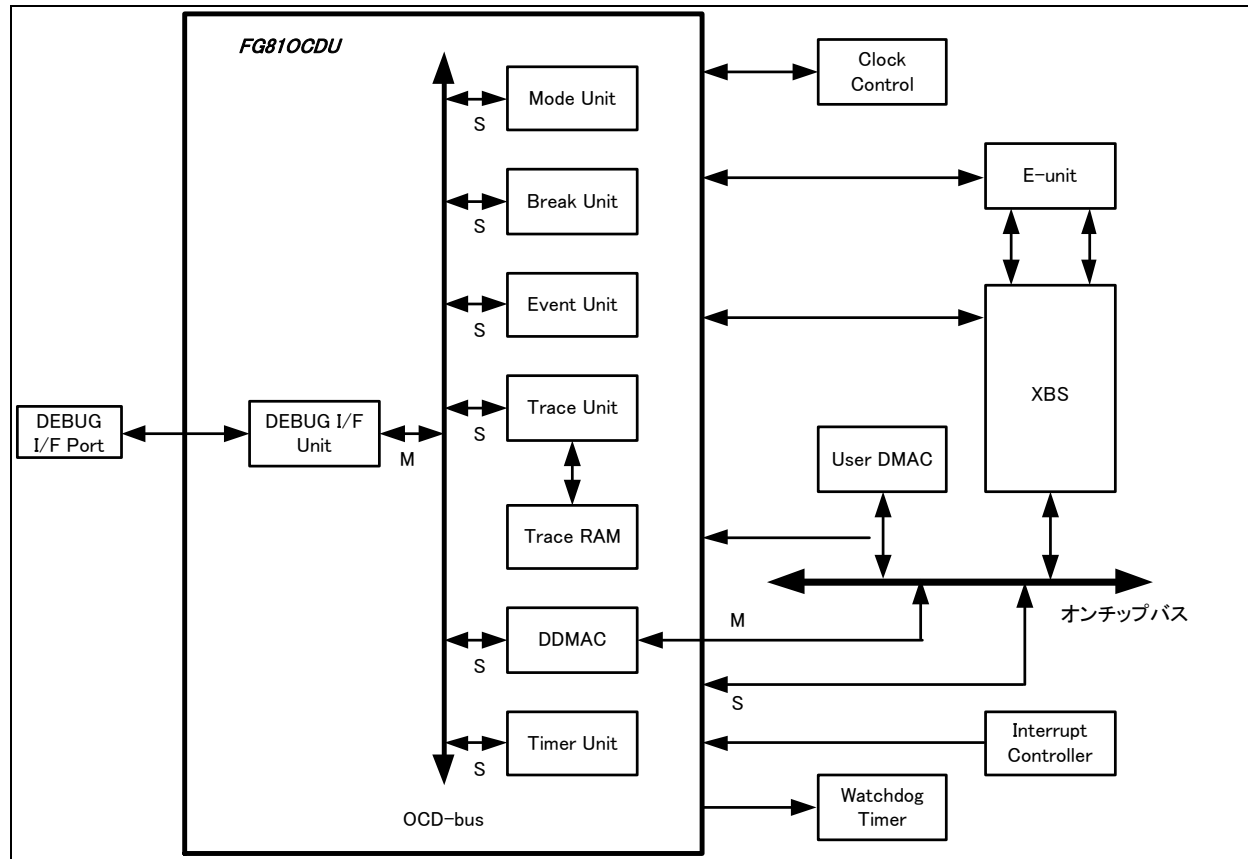 FG81OCDU
Clock
Control
Mode Unit
S
E-unit
Break Unit
S
Event Unit
S
XBS
DEBUG
I/F Port
DEBUG I/F
Unit
M
Trace Unit
S
User DMAC
Trace RAM
オンチップバス
M
DDMAC
S
S
Interrupt
Controller
Timer Unit
S
Watchdog
Timer
OCD-bus